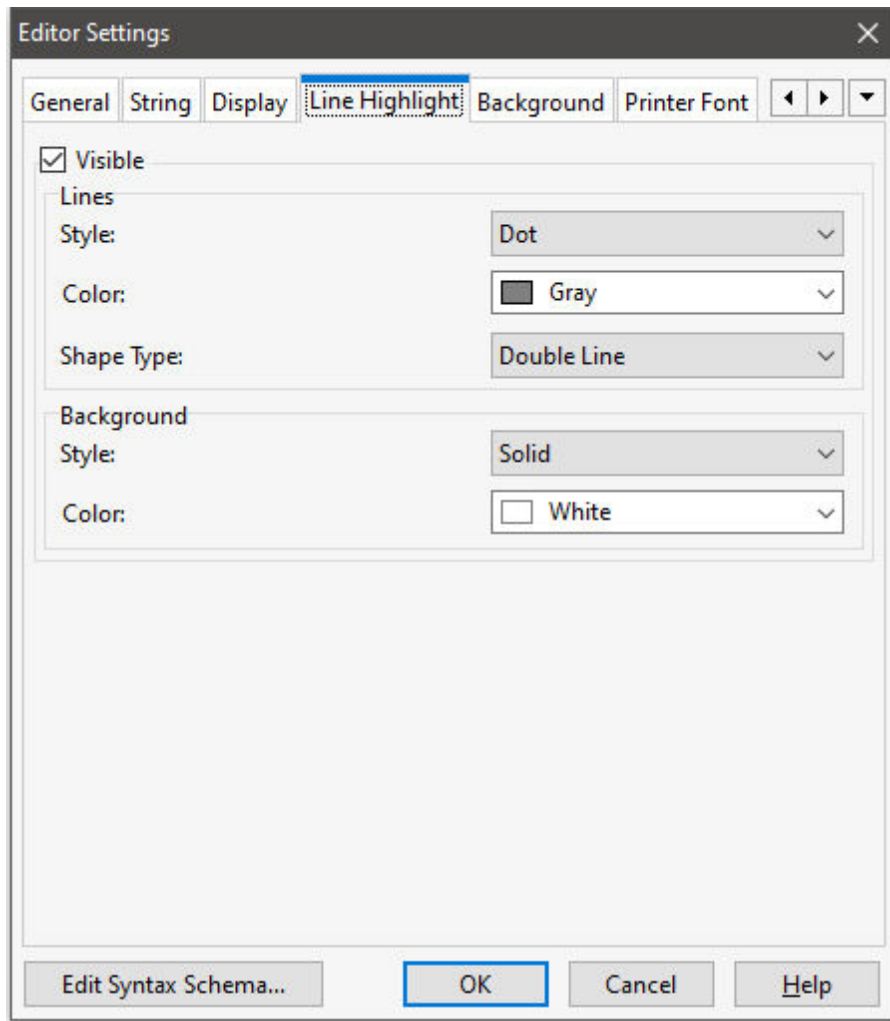 Editor Settings
General String Display Line Highlight Background Printer Font
Visible
Lines
Style: Dot
Color: Gray
Shape Type: Double Line
Background
Style: Solid
Color: White
Edit Syntax Schema... OK Cancel Help